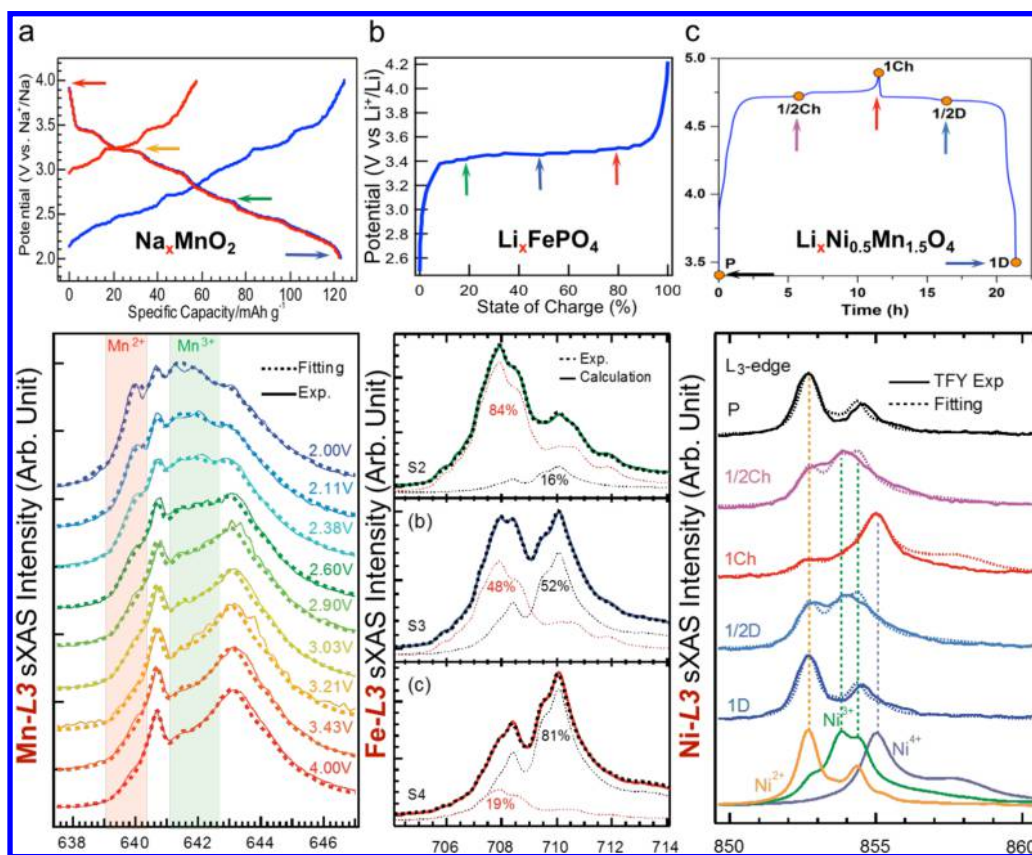 a
Potential (V vs. Na⁺/Na)
4.0
3.5
3.0
2.5
2.0
NaₓMnO₂
0 20 40 60 80 100 120
Specific Capacity/mAh g⁻¹
b
Potential (V vs Li⁺/Li)
4.2
4.0
3.8
3.6
3.4
3.2
3.0
2.8
2.6
LiₓFePO₄
0 20 40 60 80 100
State of Charge (%)
c
5.0
4.5
4.0
3.5
1Ch
1/2Ch
1/2D
LiₓNi₀.₅Mn₁.₅O₄
P
1D
0 5 10 15 20
Time (h)
Mn-L3 sXAS Intensity (Arb. Unit)
Mn²⁺ Mn³⁺
Fitting
Exp.
2.00V
2.11V
2.38V
2.60V
2.90V
3.03V
3.21V
3.43V
4.00V
638 640 642 644 646
Fe-L3 sXAS Intensity (Arb. Unit)
Exp.
Calculation
84%
S2
16%
(b)
48%
52%
S3
(c)
81%
S4
19%
706 708 710 712 714
Ni-L3 sXAS Intensity (Arb. Unit)
L₃-edge
TFY Exp
Fitting
P
1/2Ch
1Ch
1/2D
1D
Ni³⁺
Ni⁴⁺
Ni²⁺
850 855 860